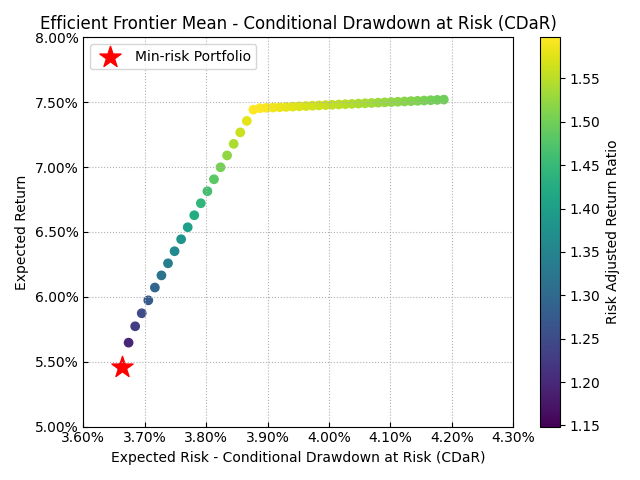 Efficient Frontier Mean - Conditional Drawdown at Risk (CDaR)
Min-risk Portfolio
Expected Return
8.00%
7.50%
7.00%
6.50%
6.00%
5.50%
5.00%
3.60% 3.70% 3.80% 3.90% 4.00% 4.10% 4.20% 4.30%
Expected Risk - Conditional Drawdown at Risk (CDaR)
1.55
1.50
1.45
1.40
1.35
1.30
1.25
1.20
1.15
Risk Adjusted Return Ratio